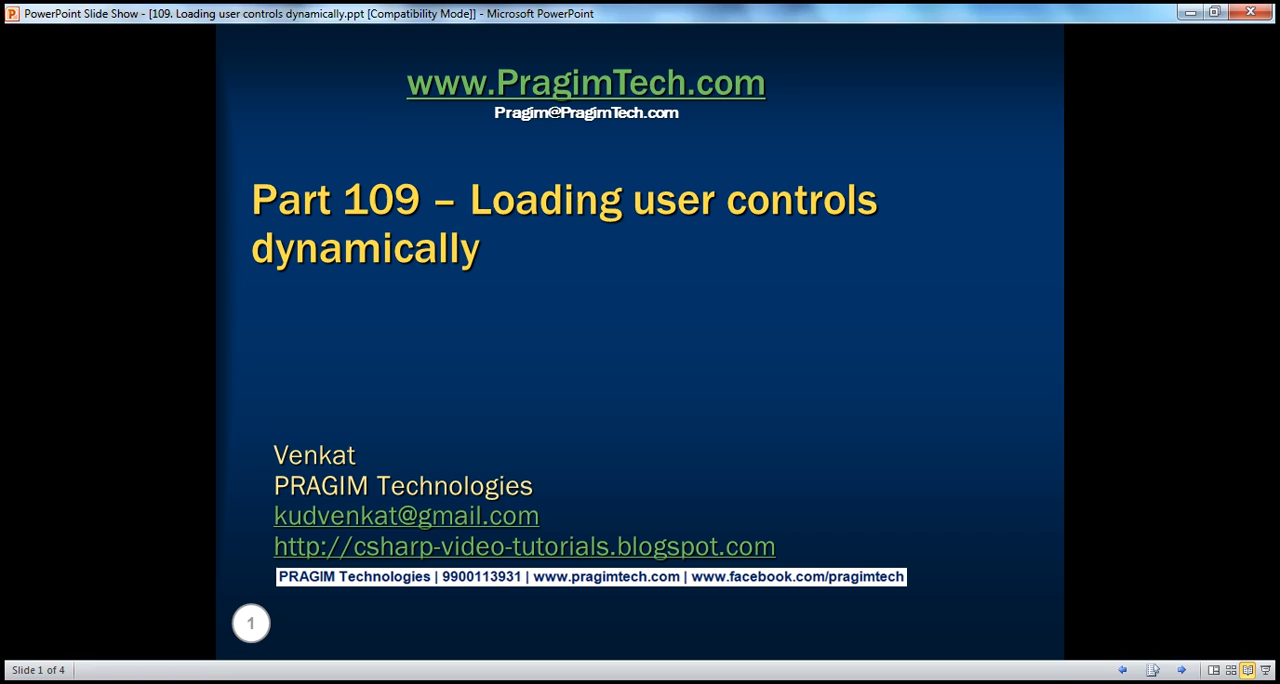 PowerPoint Slide Show - [109. Loading user controls dynamically.ppt [Compatibility Mode]] - Microsoft PowerPoint
www.PragimTech.com
Pragim@PragimTech.com
Part 109 – Loading user controls
dynamically
Venkat
PRAGIM Technologies
kudvenkat@gmail.com
http://csharp-video-tutorials.blogspot.com
PRAGIM Technologies | 9900113931 | www.pragimtech.com | www.facebook.com/pragimtech
1
Slide 1 of 4